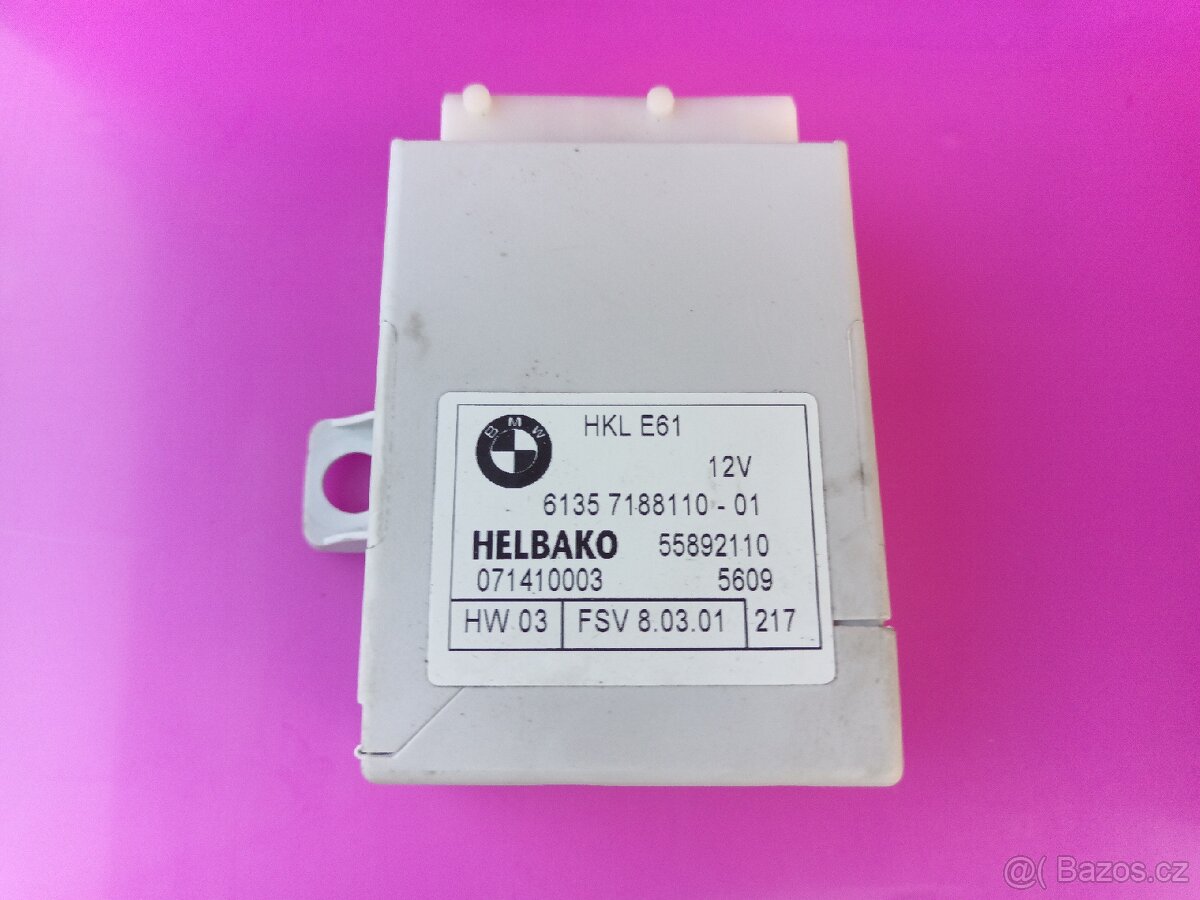 BMW
HKL E61
12V
6135 7188110 - 01
HELBAKO 55892110
071410003 5609
HW 03 FSV 8.03.01 217
@( Bazos.cz